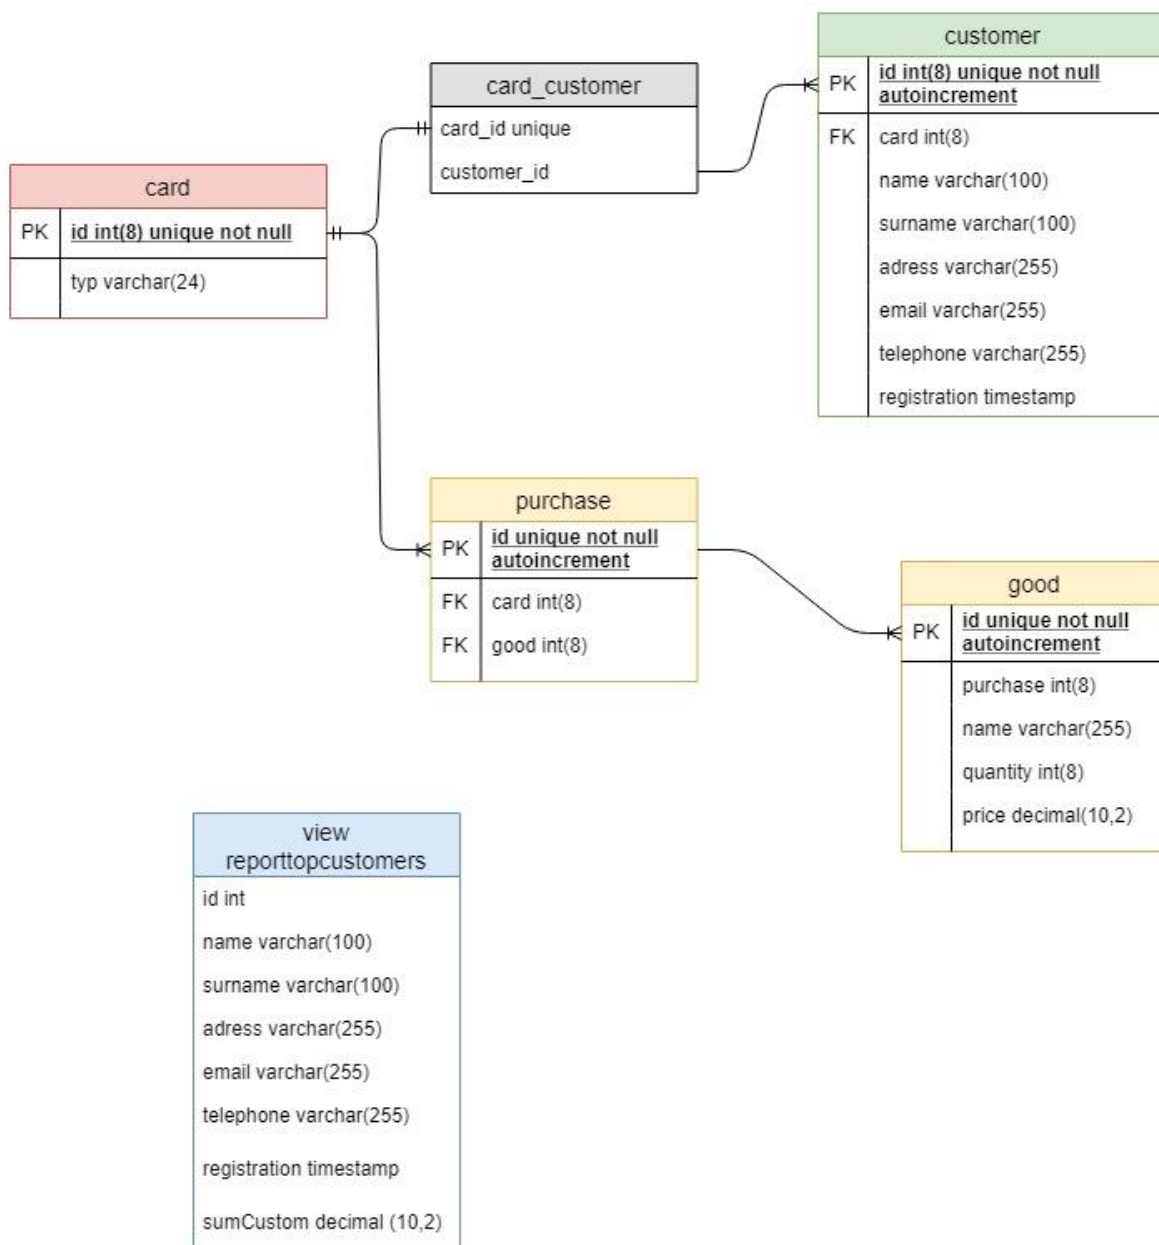 customer
PK id int(8) unique not null
autoincrement
FK card int(8)
name varchar(100)
surname varchar(100)
adress varchar(255)
email varchar(255)
telephone varchar(255)
registration timestamp
card_customer
card_id unique
customer_id
card
PK id int(8) unique not null
typ varchar(24)
purchase
PK id unique not null
autoincrement
FK card int(8)
FK good int(8)
good
PK id unique not null
autoincrement
purchase int(8)
name varchar(255)
quantity int(8)
price decimal(10,2)
view
reporttopcustomers
id int
name varchar(100)
surname varchar(100)
adress varchar(255)
email varchar(255)
telephone varchar(255)
registration timestamp
sumCustom decimal (10,2)